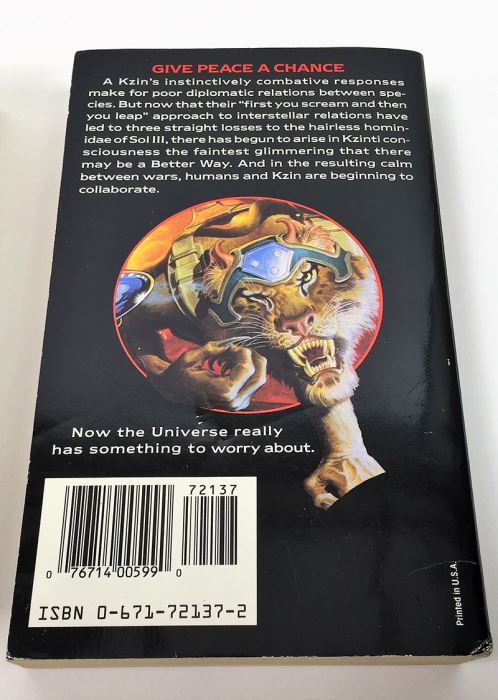 GIVE PEACE A CHANCE
A Kzin's instinctively combative responses
make for poor diplomatic relations between spe-
cies. But now that their "first you scream and then
you leap" approach to interstellar relations have
led to three straight losses to the hairless homin-
idae of Sol III, there has begun to arise in Kzinti con-
sciousness the faintest glimmering that there
may be a Better Way. And in the resulting calm
between wars, humans and Kzin are beginning to
collaborate.
Now the Universe really
has something to worry about.
72137
0 76714 00599 0
ISBN 0-671-72137-2
Printed in U.S.A.